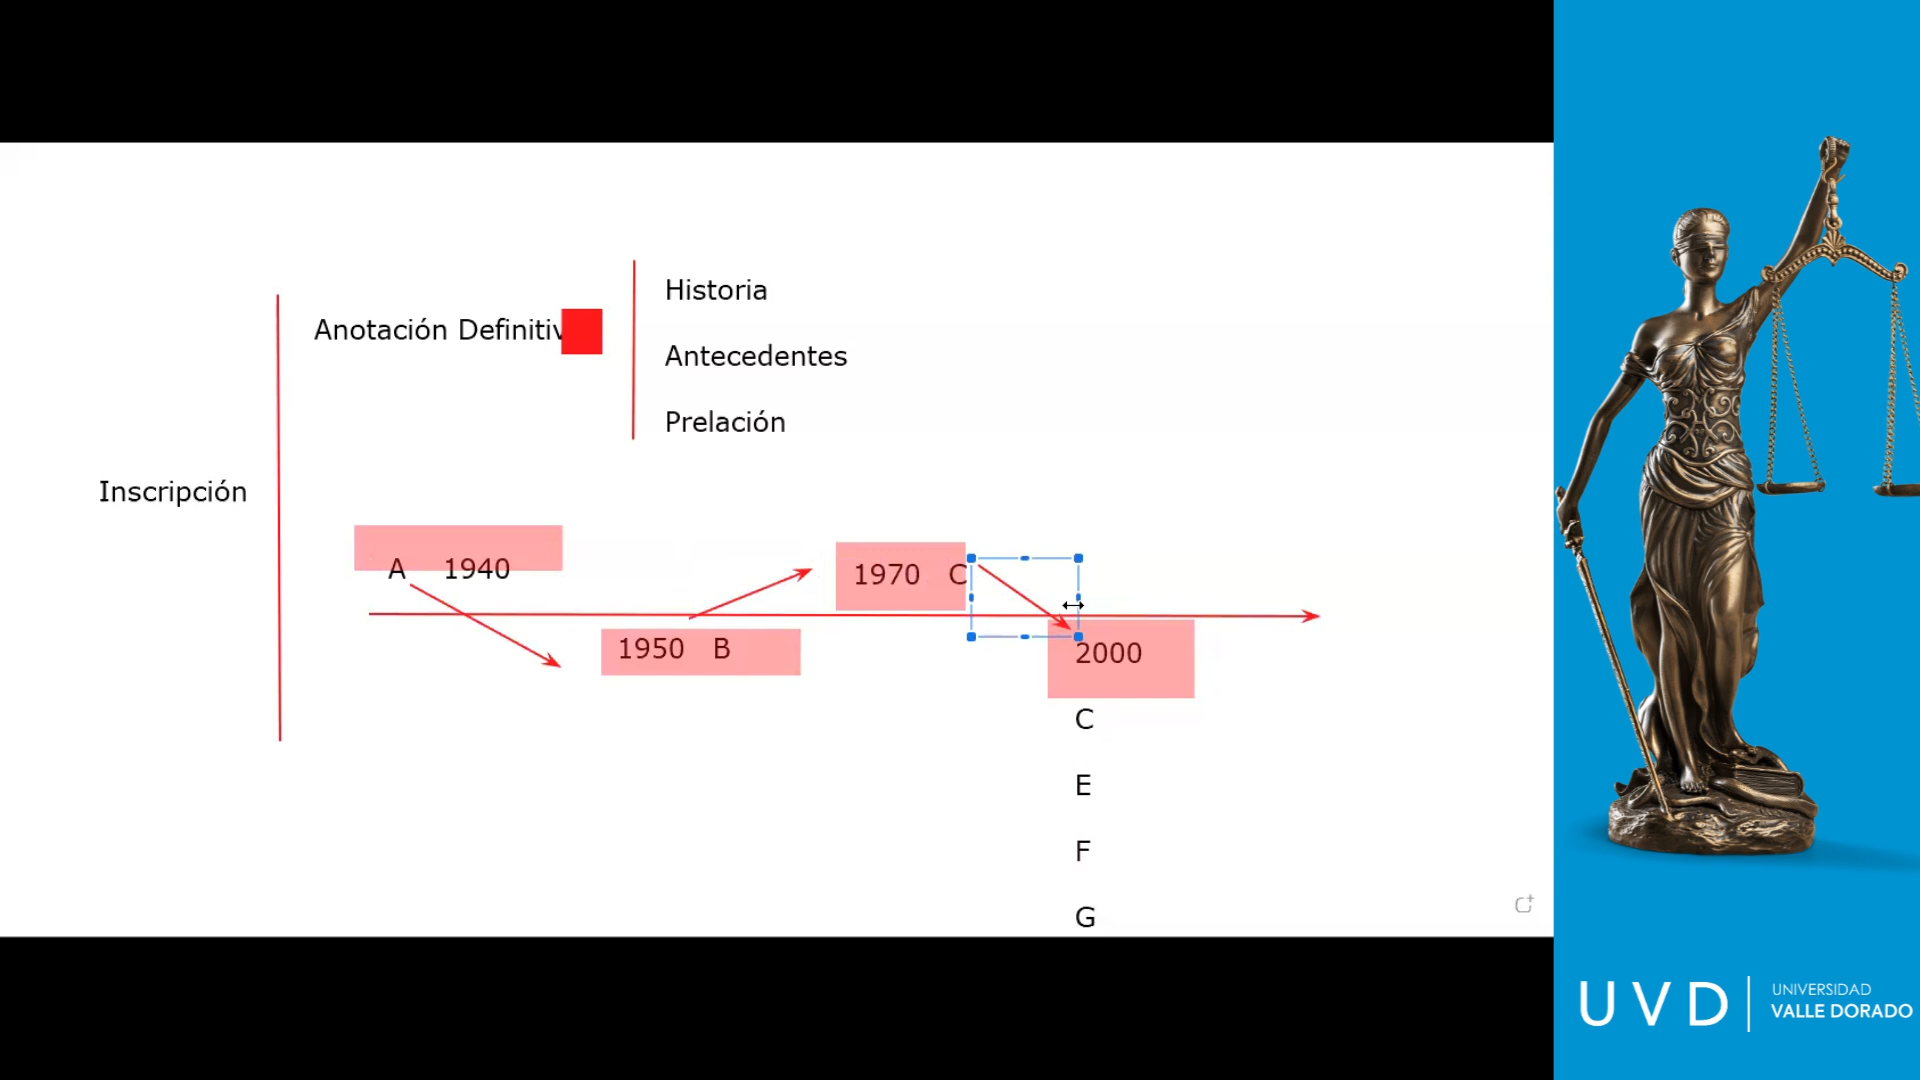 Historia
Anotación Definitiv
Antecedentes
Prelación
Inscripción
A 1940
1970 C
1950 B
2000
C
E
F
G
UVD
UNIVERSIDAD
VALLE DORADO